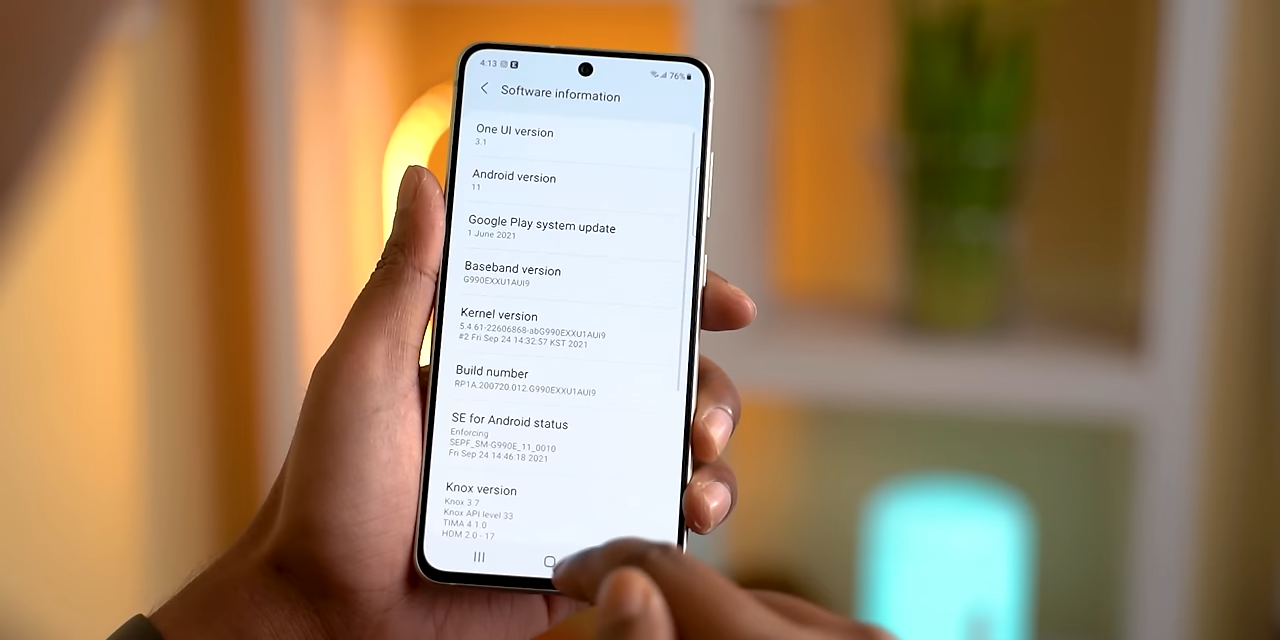 4:13
76%
Software information
One UI version
3.1
Android version
11
Google Play system update
1 June 2021
Baseband version
G990EXXU1AUI9
Kernel version
5.4.61-22606868-abG990EXXU1AUI9
#2 Fri Sep 24 14:32:57 KST 2021
Build number
RP1A.200720.012.G990EXXU1AUI9
SE for Android status
Enforcing
SEPF_SM-G990E_11_0010
Fri Sep 24 14:46:18 2021
Knox version
Knox 3.7
Knox API level 33
TIMA 4.1.0
HDM 2.0 - 17